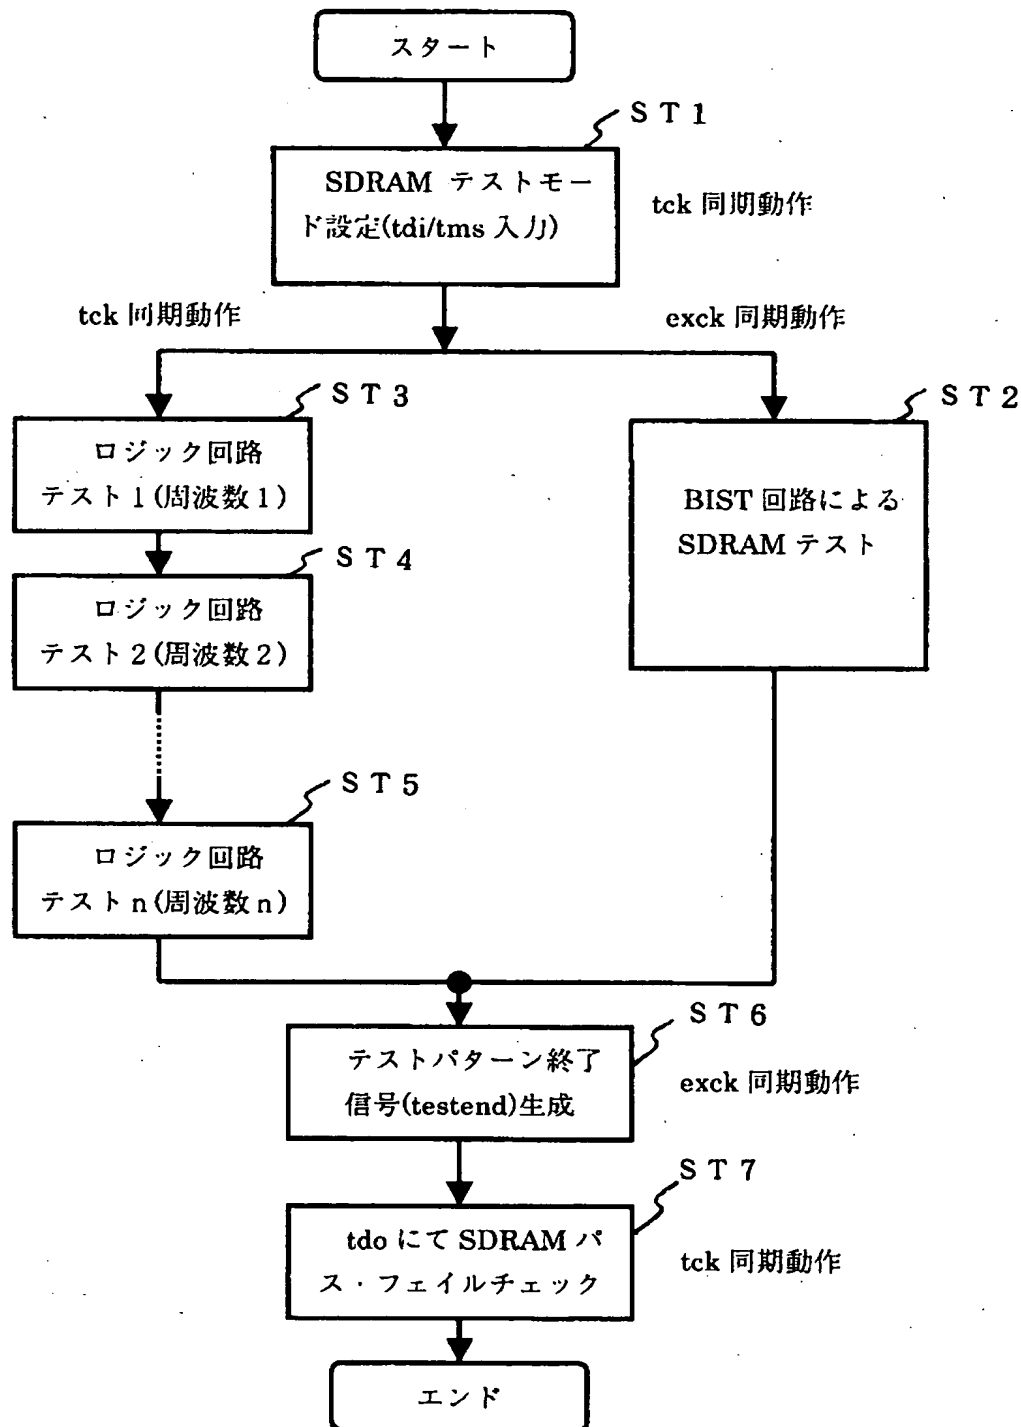 スタート
ST1
SDRAM テストモー
ド設定(tdi/tms 入力)
tck 同期動作
tck 同期動作
exck 同期動作
ST3
ST2
ロジック回路
テスト1(周波数1)
BIST 回路による
SDRAM テスト
ST4
ロジック回路
テスト2(周波数2)
ST5
ロジック回路
テストn(周波数n)
ST6
テストパターン終了
信号(testend)生成
exck 同期動作
ST7
tdo にて SDRAM パ
ス・フェイルチェック
tck 同期動作
エンド